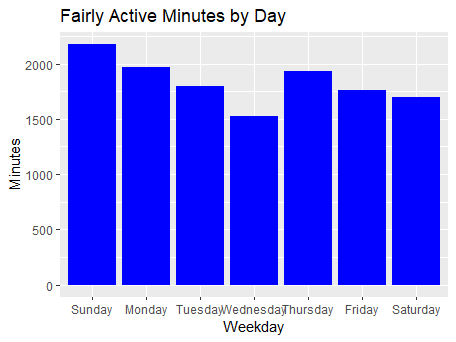 Fairly Active Minutes by Day
2000
1500
1000
500
0
Minutes
Sunday Monday Tuesday Wednesday Thursday Friday Saturday
Weekday